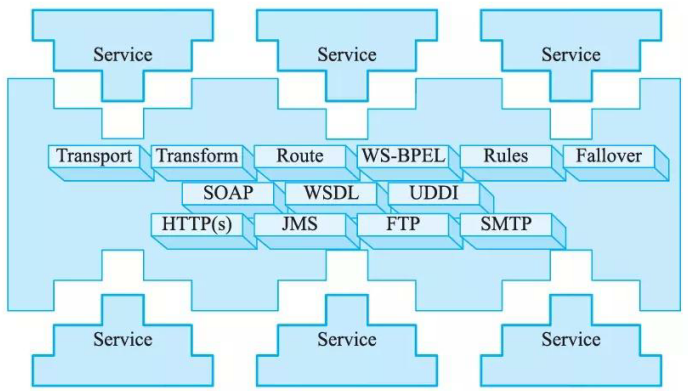 Service Service Service
Transport Transform Route WS-BPEL Rules Fallover
SOAP WSDL UDDI
HTTP(s) JMS FTP SMTP
Service Service Service